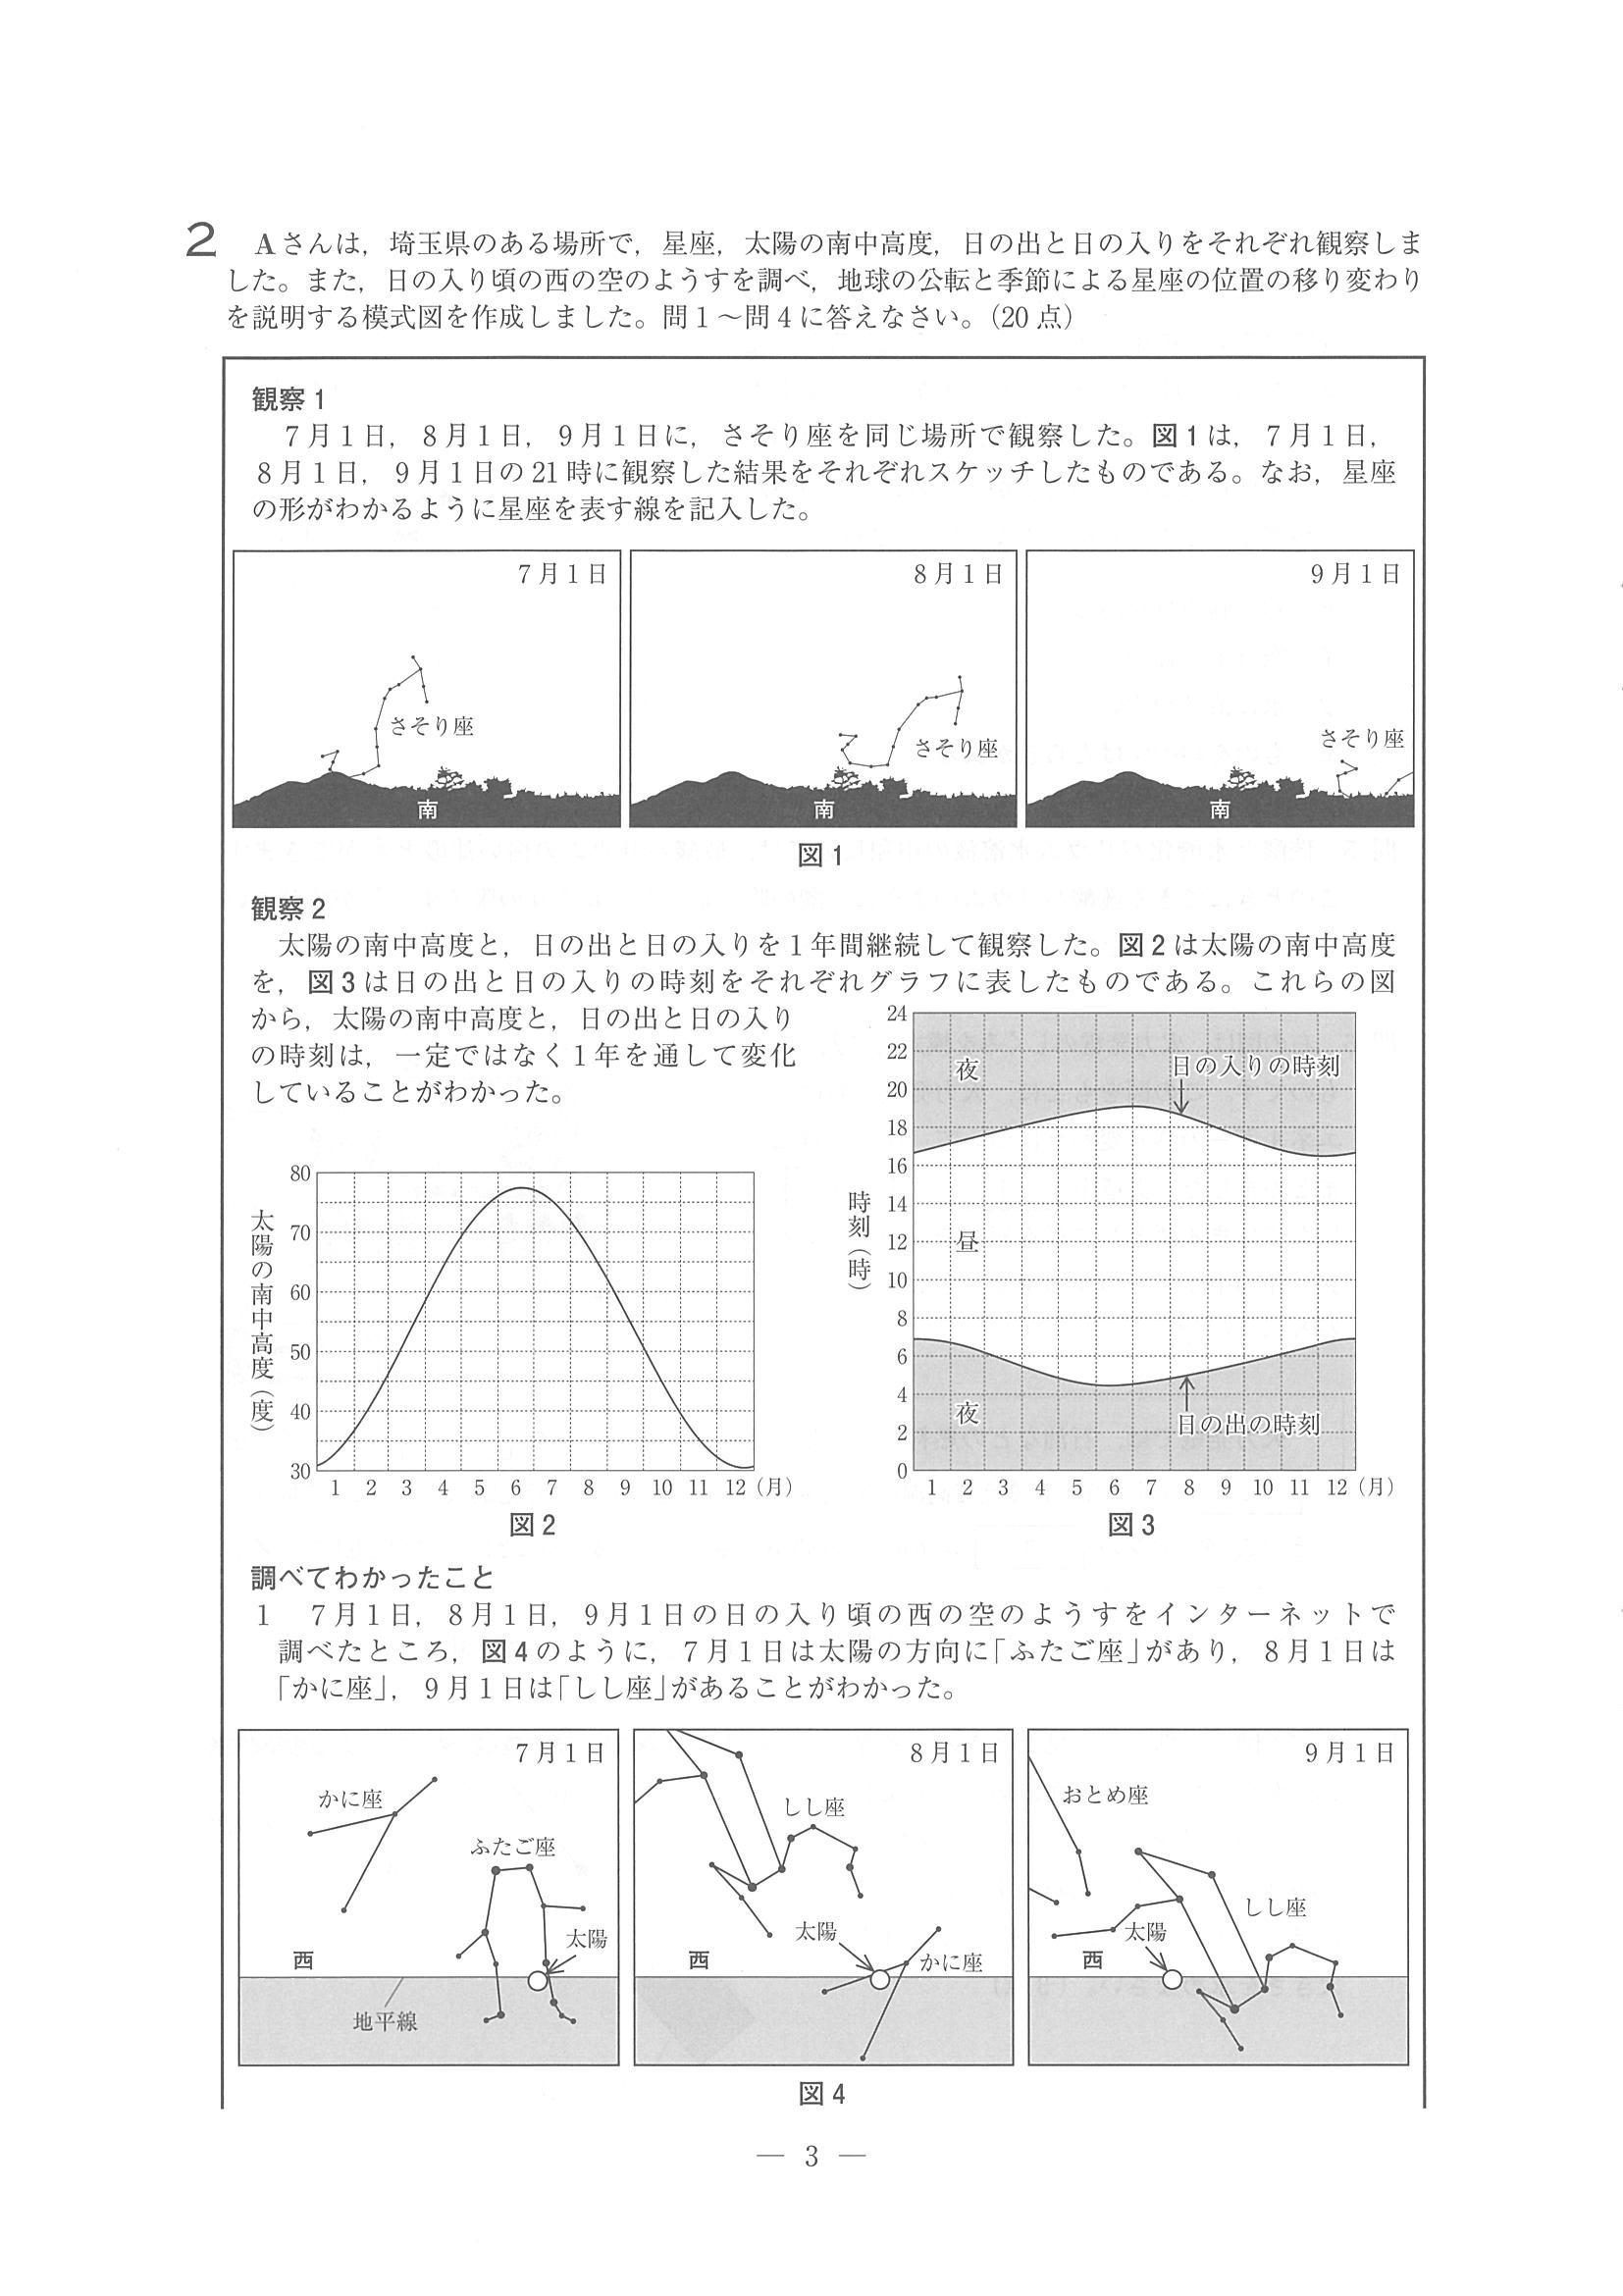 2 Aさんは，埼玉県のある場所で，星座，太陽の南中高度，日の出と日の入りをそれぞれ観察しま
した。また，日の入り頃の西の空のようすを調べ，地球の公転と季節による星座の位置の移り変わり
を説明する模式図を作成しました。問1～問4に答えなさい。（20点）
観察1
7月1日，8月1日，9月1日に，さそり座を同じ場所で観察した。図1は，7月1日，
8月1日，9月1日の21時に観察した結果をそれぞれスケッチしたものである。なお，星座
の形がわかるように星座を表す線を記入した。
7月1日
さそり座
南
8月1日
さそり座
南
9月1日
さそり座
南
図1
観察2
太陽の南中高度と，日の出と日の入りを1年間継続して観察した。図2は太陽の南中高度
を，図3は日の出と日の入りの時刻をそれぞれグラフに表したものである。これらの図
から，太陽の南中高度と，日の出と日の入り
の時刻は，一定ではなく1年を通して変化
していることがわかった。
太陽の南中高度（度）
80
70
60
50
40
30
1 2 3 4 5 6 7 8 9 10 11 12（月）
図2
時刻（時）
24
22
20
18
16
14
12
10
8
6
4
2
0
夜
日の入りの時刻
昼
夜
日の出の時刻
1 2 3 4 5 6 7 8 9 10 11 12（月）
図3
調べてわかったこと
1 7月1日，8月1日，9月1日の日の入り頃の西の空のようすをインターネットで
調べたところ，図4のように，7月1日は太陽の方向に「ふたご座」があり，8月1日は
「かに座」，9月1日は「しし座」があることがわかった。
7月1日
かに座
ふたご座
太陽
西
地平線
8月1日
しし座
太陽
西
かに座
9月1日
おとめ座
しし座
太陽
西
図4
― 3 ―